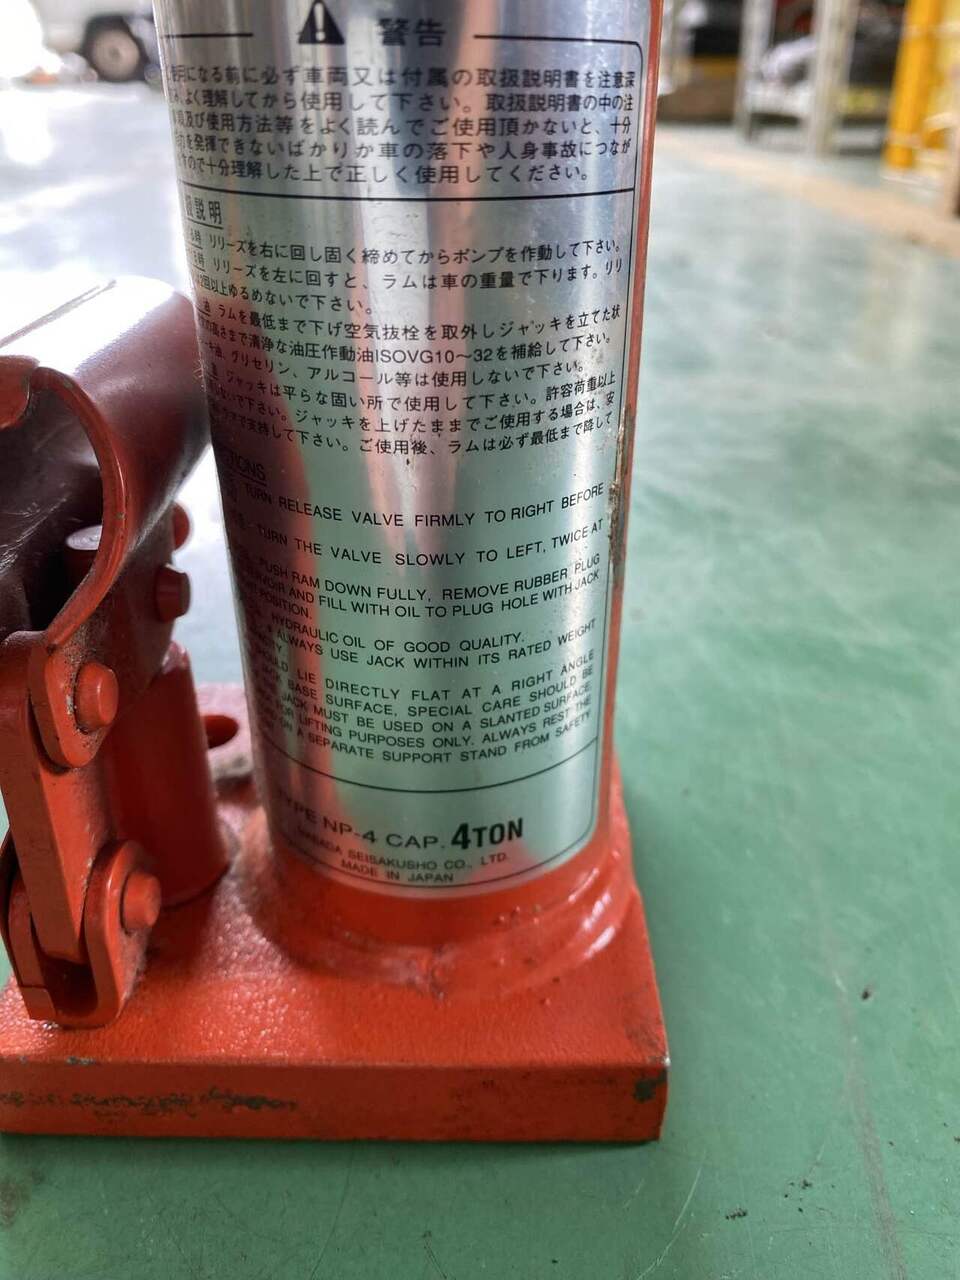 警告
使用になる前に必ず車両又は付属の取扱説明書を注意深
よく理解してから使用して下さい。取扱説明書の中の注
及び使用方法等をよく読んでご使用頂かないと、十分
を発揮できないばかりか車の落下や人身事故につなが
ので十分理解した上で正しく使用してください。
扱説明
時 リリーズを右に回し固く締めてからポンプを作動して下さい。
時 リリーズを左に回すと、ラムは車の重量で下ります。リリ
2回以上ゆるめないで下さい。
油 ラムを最低まで下げ空気抜栓を取外しジャッキを立てた状
の高さまで清浄な油圧作動油ISOVG10〜32を補給して下さい。
キ油、グリセリン、アルコール等は使用しないで下さい。
ジャッキは平らな固い所で使用して下さい。許容荷重以上
ないで下さい。ジャッキを上げたままでご使用する場合は、安
で支持して下さい。ご使用後、ラムは必ず最低まで降して
TIONS
TURN RELEASE VALVE FIRMLY TO RIGHT BEFORE
TURN THE VALVE SLOWLY TO LEFT, TWICE AT
PUSH RAM DOWN FULLY, REMOVE RUBBER PLUG
AND FILL WITH OIL TO PLUG HOLE WITH JACK
POSITION.
HYDRAULIC OIL OF GOOD QUALITY.
ALWAYS USE JACK WITHIN ITS RATED WEIGHT
LIE DIRECTLY FLAT AT A RIGHT ANGLE
BASE SURFACE, SPECIAL CARE SHOULD BE
JACK MUST BE USED ON A SLANTED SURFACE.
FOR LIFTING PURPOSES ONLY. ALWAYS REST THE
ON A SEPARATE SUPPORT STAND FROM SAFETY
TYPE NP-4 CAP. 4TON
SEISAKUSHO CO., LTD.
MADE IN JAPAN